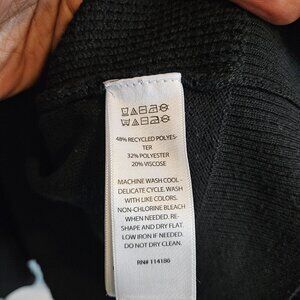 48% RECYCLED POLYES-
TER
32% POLYESTER
20% VISCOSE
MACHINE WASH COOL
DELICATE CYCLE. WASH
WITH LIKE COLORS.
NON-CHLORINE BLEACH
WHEN NEEDED. RE-
SHAPE AND DRY FLAT
LOW IRON IF NEEDED.
DO NOT DRY CLEAN.
RN# 114186